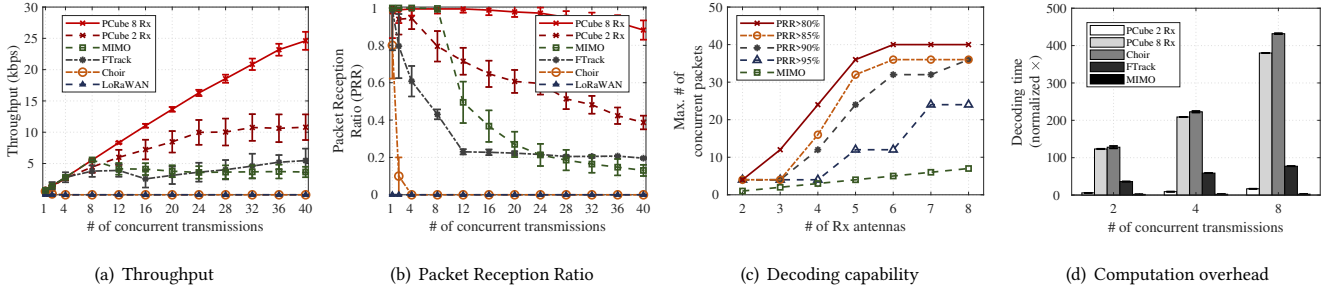 Throughput (kbps)
30
25
20
15
10
5
PCube 8 Rx
PCube 2 Rx
MIMO
FTrack
Choir
LoRaWAN
1 4 8 12 16 20 24 28 32 36 40
# of concurrent transmissions
(a) Throughput
Packet Reception
Ratio (PRR)
1
0.8
0.6
0.4
0.2
0
PCube 8 Rx
PCube 2 Rx
MIMO
FTrack
Choir
LoRaWAN
1 4 8 12 16 20 24 28 32 36 40
# of concurrent transmissions
(b) Packet Reception Ratio
Max. # of
concurrent packets
50
40
30
20
10
0
PRR>80%
PRR>85%
PRR>90%
PRR>95%
MIMO
2 3 4 5 6 7 8
# of Rx antennas
(c) Decoding capability
Decoding time
(normalized ×)
500
400
300
200
100
0
PCube 2 Rx
PCube 8 Rx
Choir
FTrack
MIMO
2 4 8
# of concurrent transmissions
(d) Computation overhead